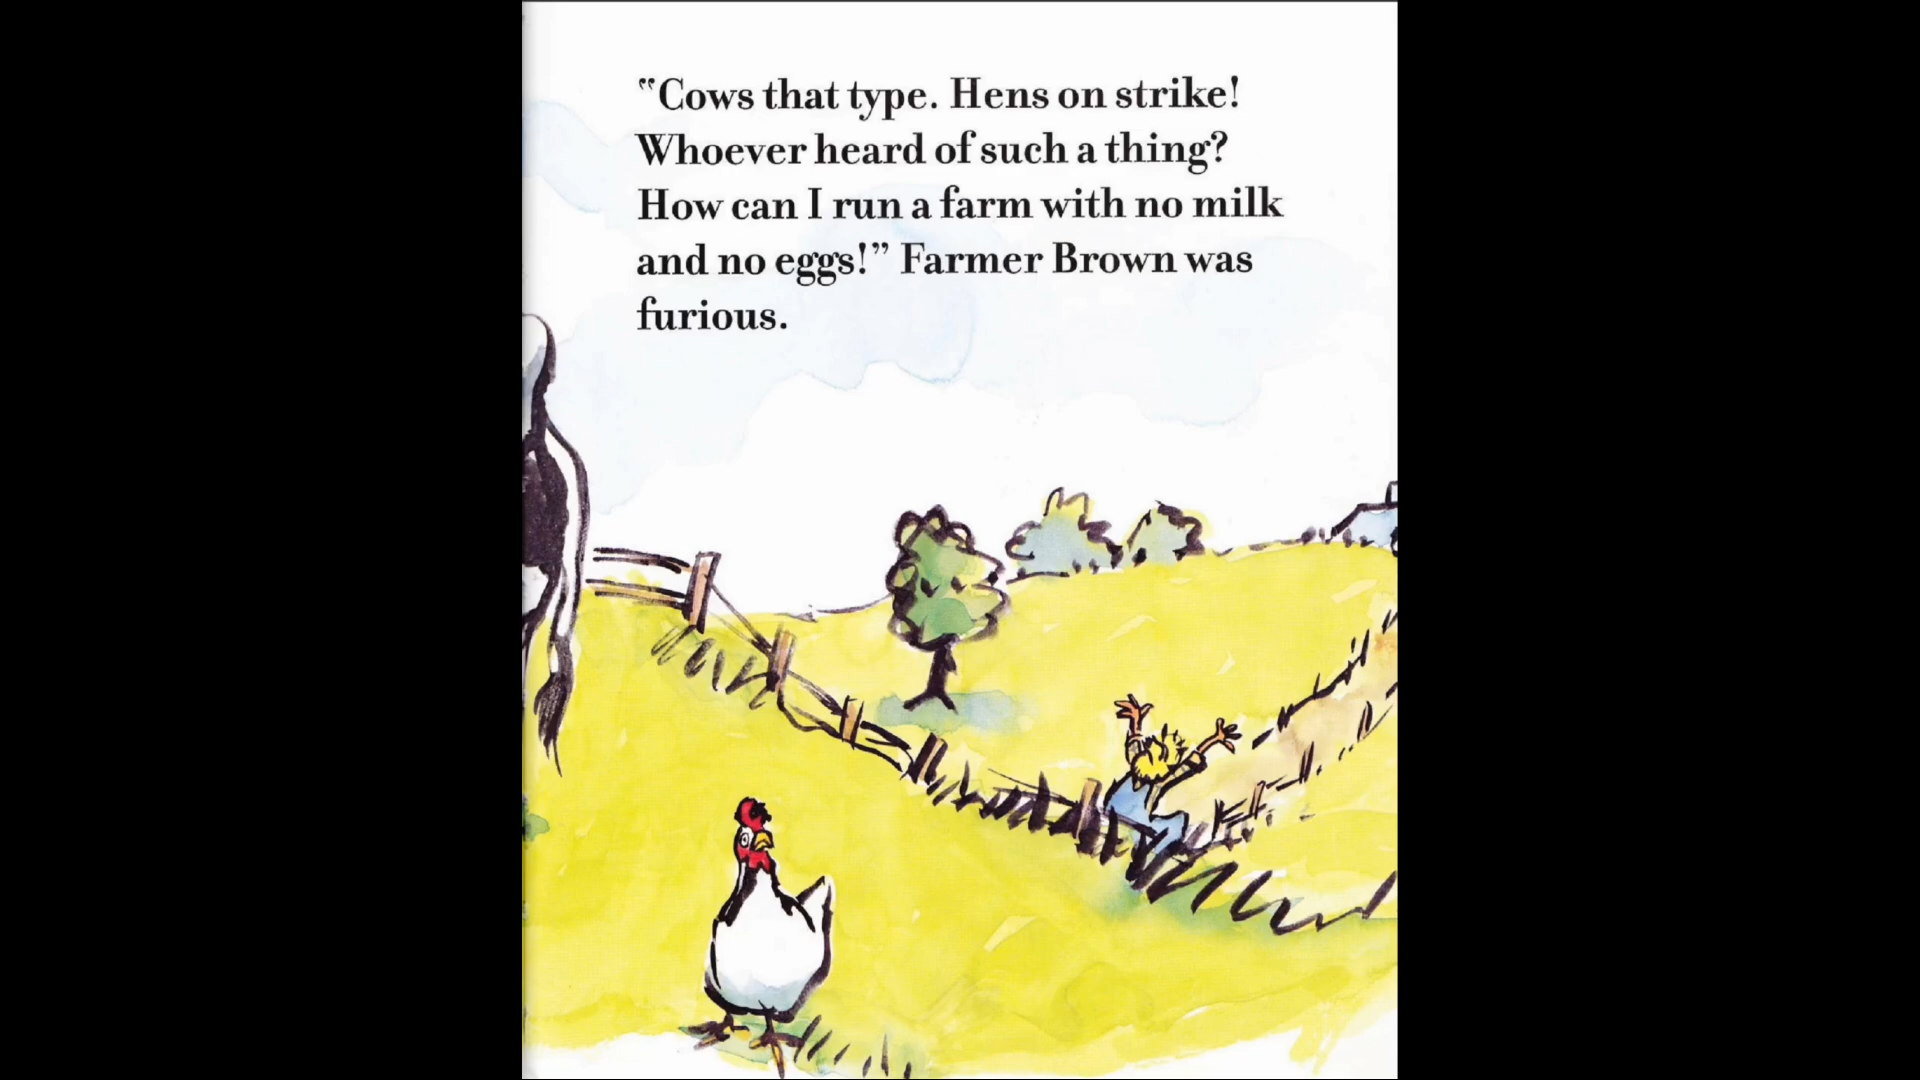 “Cows that type. Hens on strike!
Whoever heard of such a thing?
How can I run a farm with no milk
and no eggs!” Farmer Brown was
furious.